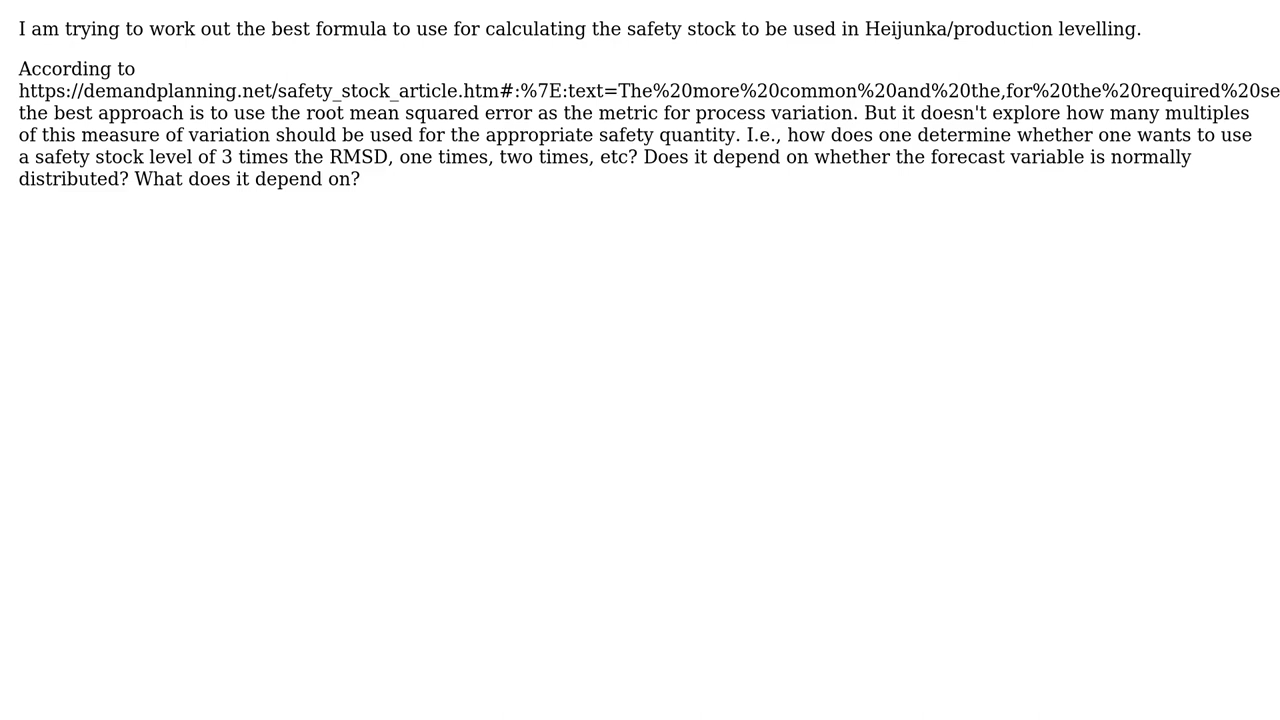 I am trying to work out the best formula to use for calculating the safety stock to be used in Heijunka/production levelling.
According to
https://demandplanning.net/safety_stock_article.htm#:%7E:text=The%20more%20common%20and%20the,for%20the%20required%20se
the best approach is to use the root mean squared error as the metric for process variation. But it doesn't explore how many multiples
of this measure of variation should be used for the appropriate safety quantity. I.e., how does one determine whether one wants to use
a safety stock level of 3 times the RMSD, one times, two times, etc? Does it depend on whether the forecast variable is normally
distributed? What does it depend on?